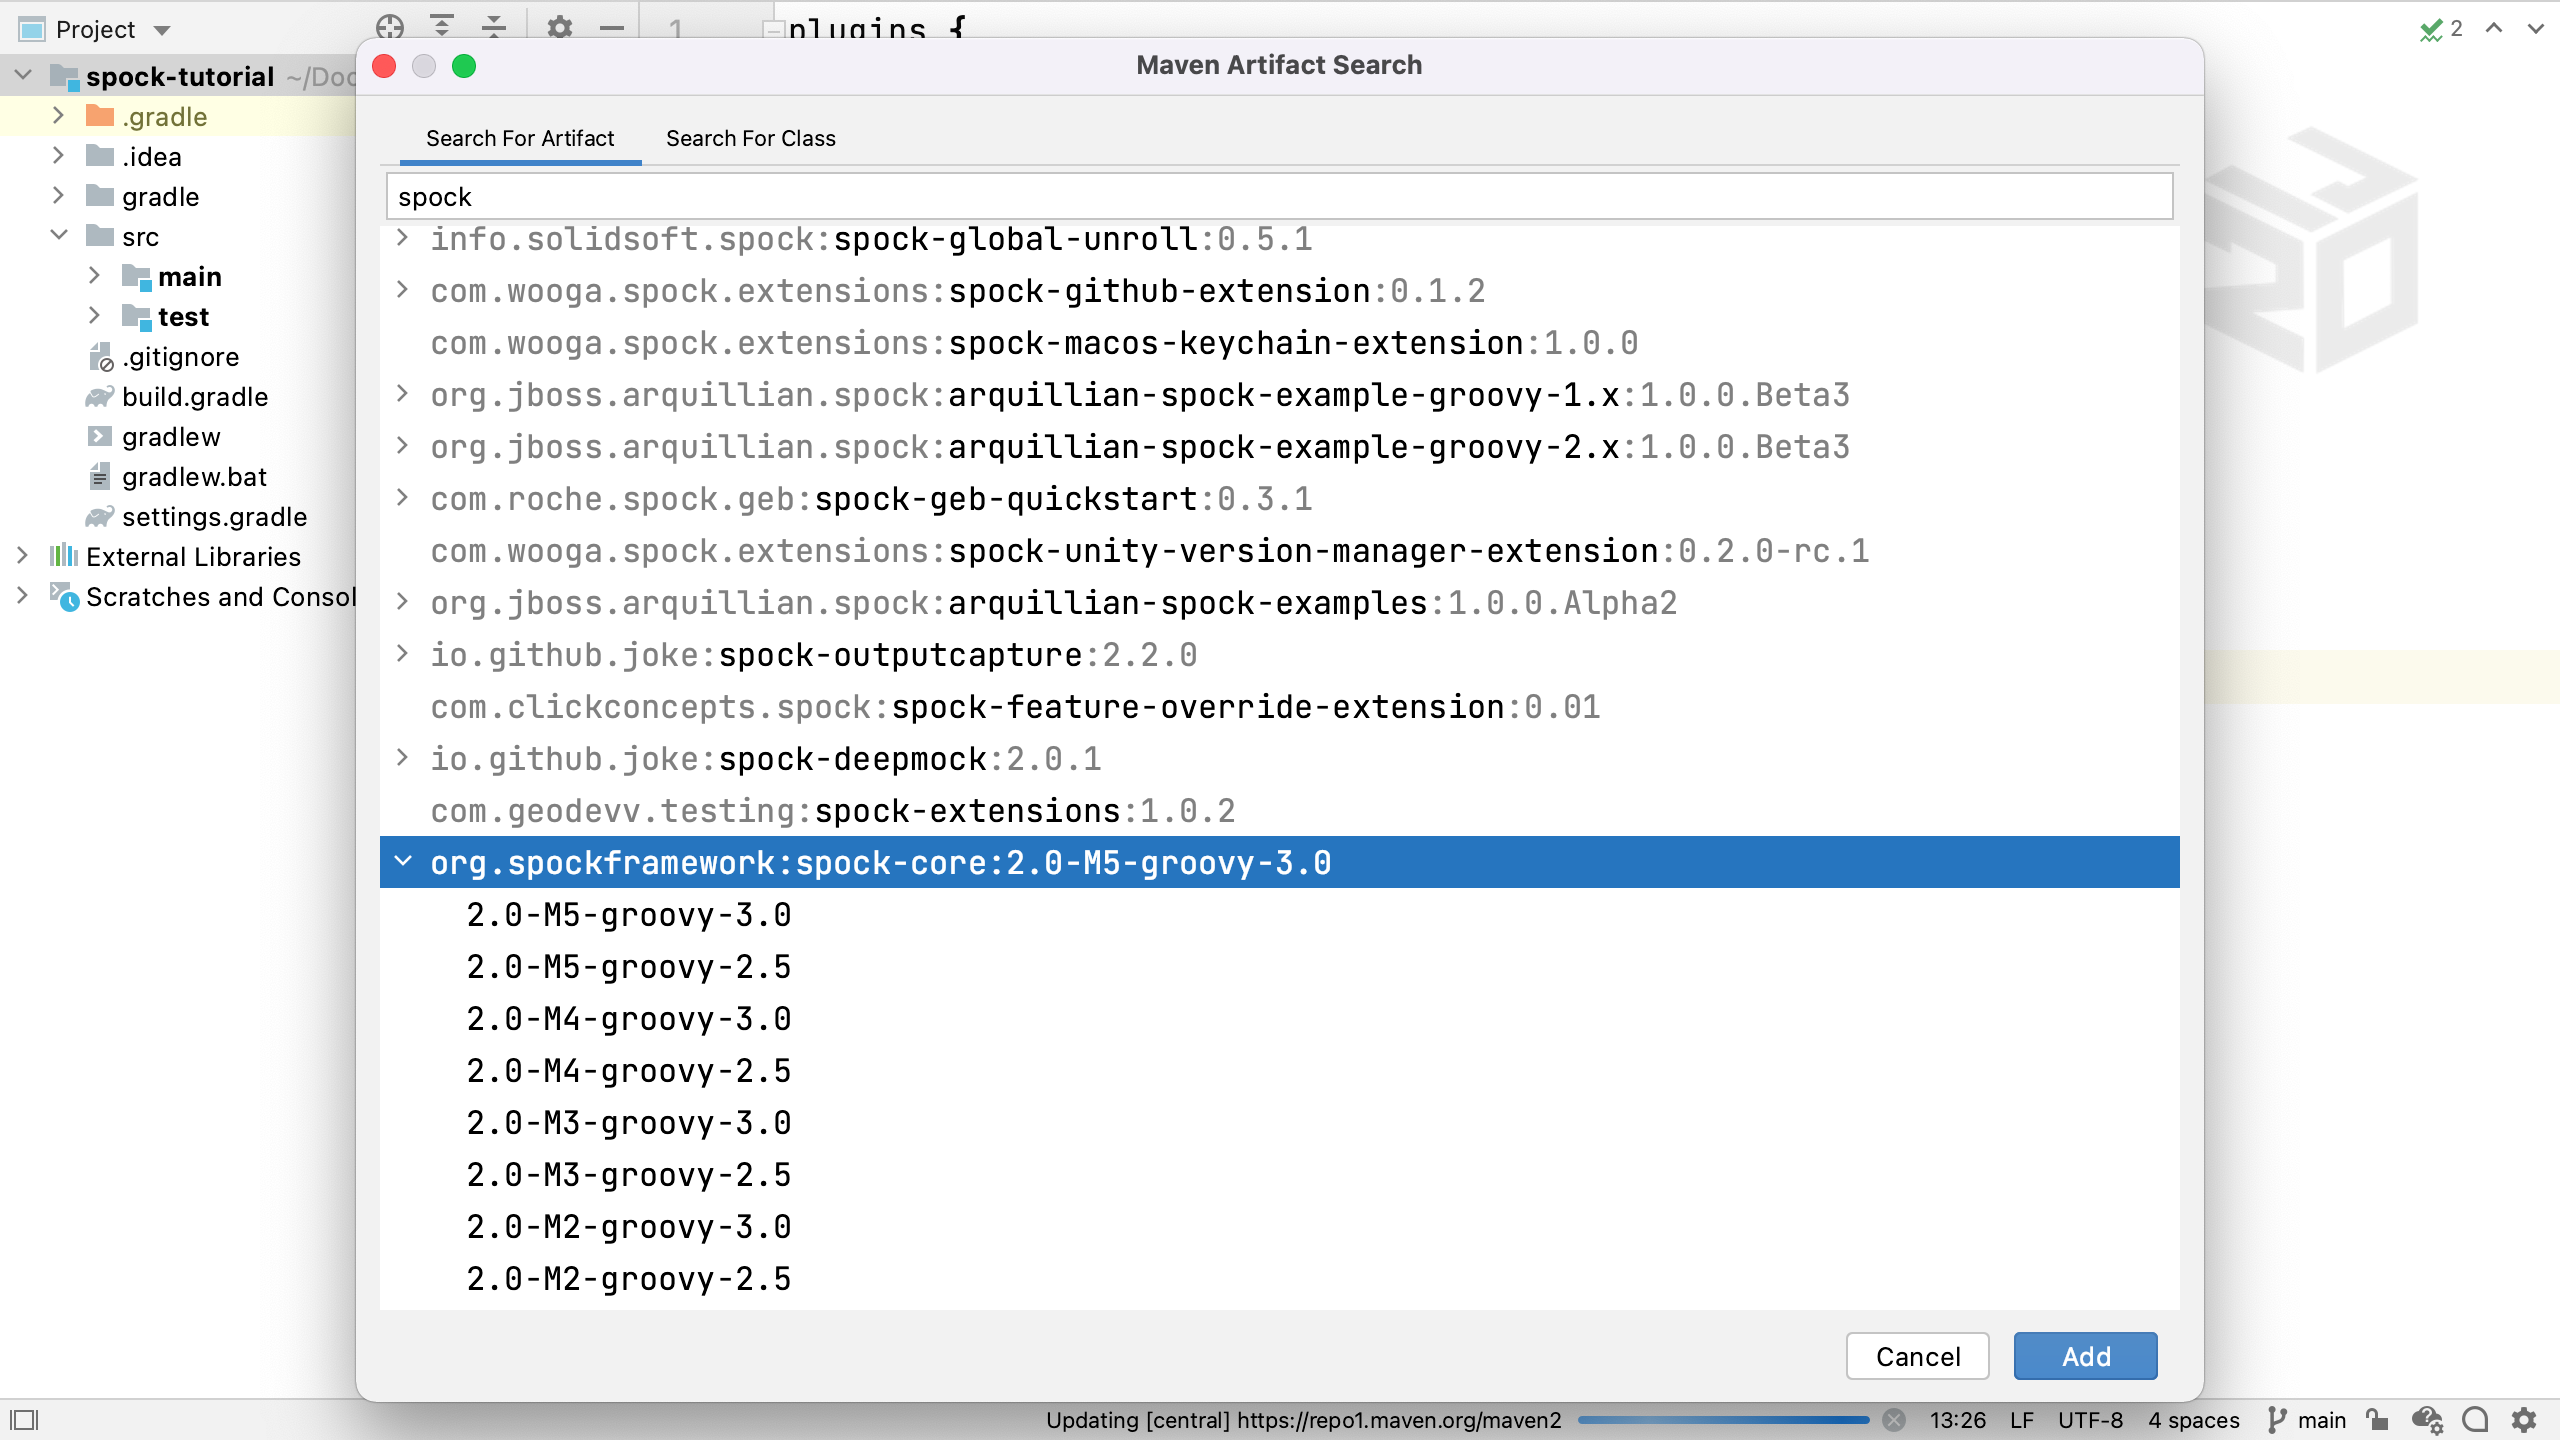 Project
1
plugins {
2
Maven Artifact Search
spock-tutorial ~/Doc
Search For Artifact
Search For Class
spock
.gradle
.idea
gradle
src
main
test
.gitignore
build.gradle
gradlew
gradlew.bat
settings.gradle
External Libraries
Scratches and Consol
info.solidsoft.spock:spock-global-unroll:0.5.1
com.wooga.spock.extensions:spock-github-extension:0.1.2
com.wooga.spock.extensions:spock-macos-keychain-extension:1.0.0
org.jboss.arquillian.spock:arquillian-spock-example-groovy-1.x:1.0.0.Beta3
org.jboss.arquillian.spock:arquillian-spock-example-groovy-2.x:1.0.0.Beta3
com.roche.spock.geb:spock-geb-quickstart:0.3.1
com.wooga.spock.extensions:spock-unity-version-manager-extension:0.2.0-rc.1
org.jboss.arquillian.spock:arquillian-spock-examples:1.0.0.Alpha2
io.github.joke:spock-outputcapture:2.2.0
com.clickconcepts.spock:spock-feature-override-extension:0.01
io.github.joke:spock-deepmock:2.0.1
com.geodevv.testing:spock-extensions:1.0.2
org.spockframework:spock-core:2.0-M5-groovy-3.0
2.0-M5-groovy-3.0
2.0-M5-groovy-2.5
2.0-M4-groovy-3.0
2.0-M4-groovy-2.5
2.0-M3-groovy-3.0
2.0-M3-groovy-2.5
2.0-M2-groovy-3.0
2.0-M2-groovy-2.5
Cancel
Add
Updating [central] https://repo1.maven.org/maven2
13:26
LF
UTF-8
4 spaces
main